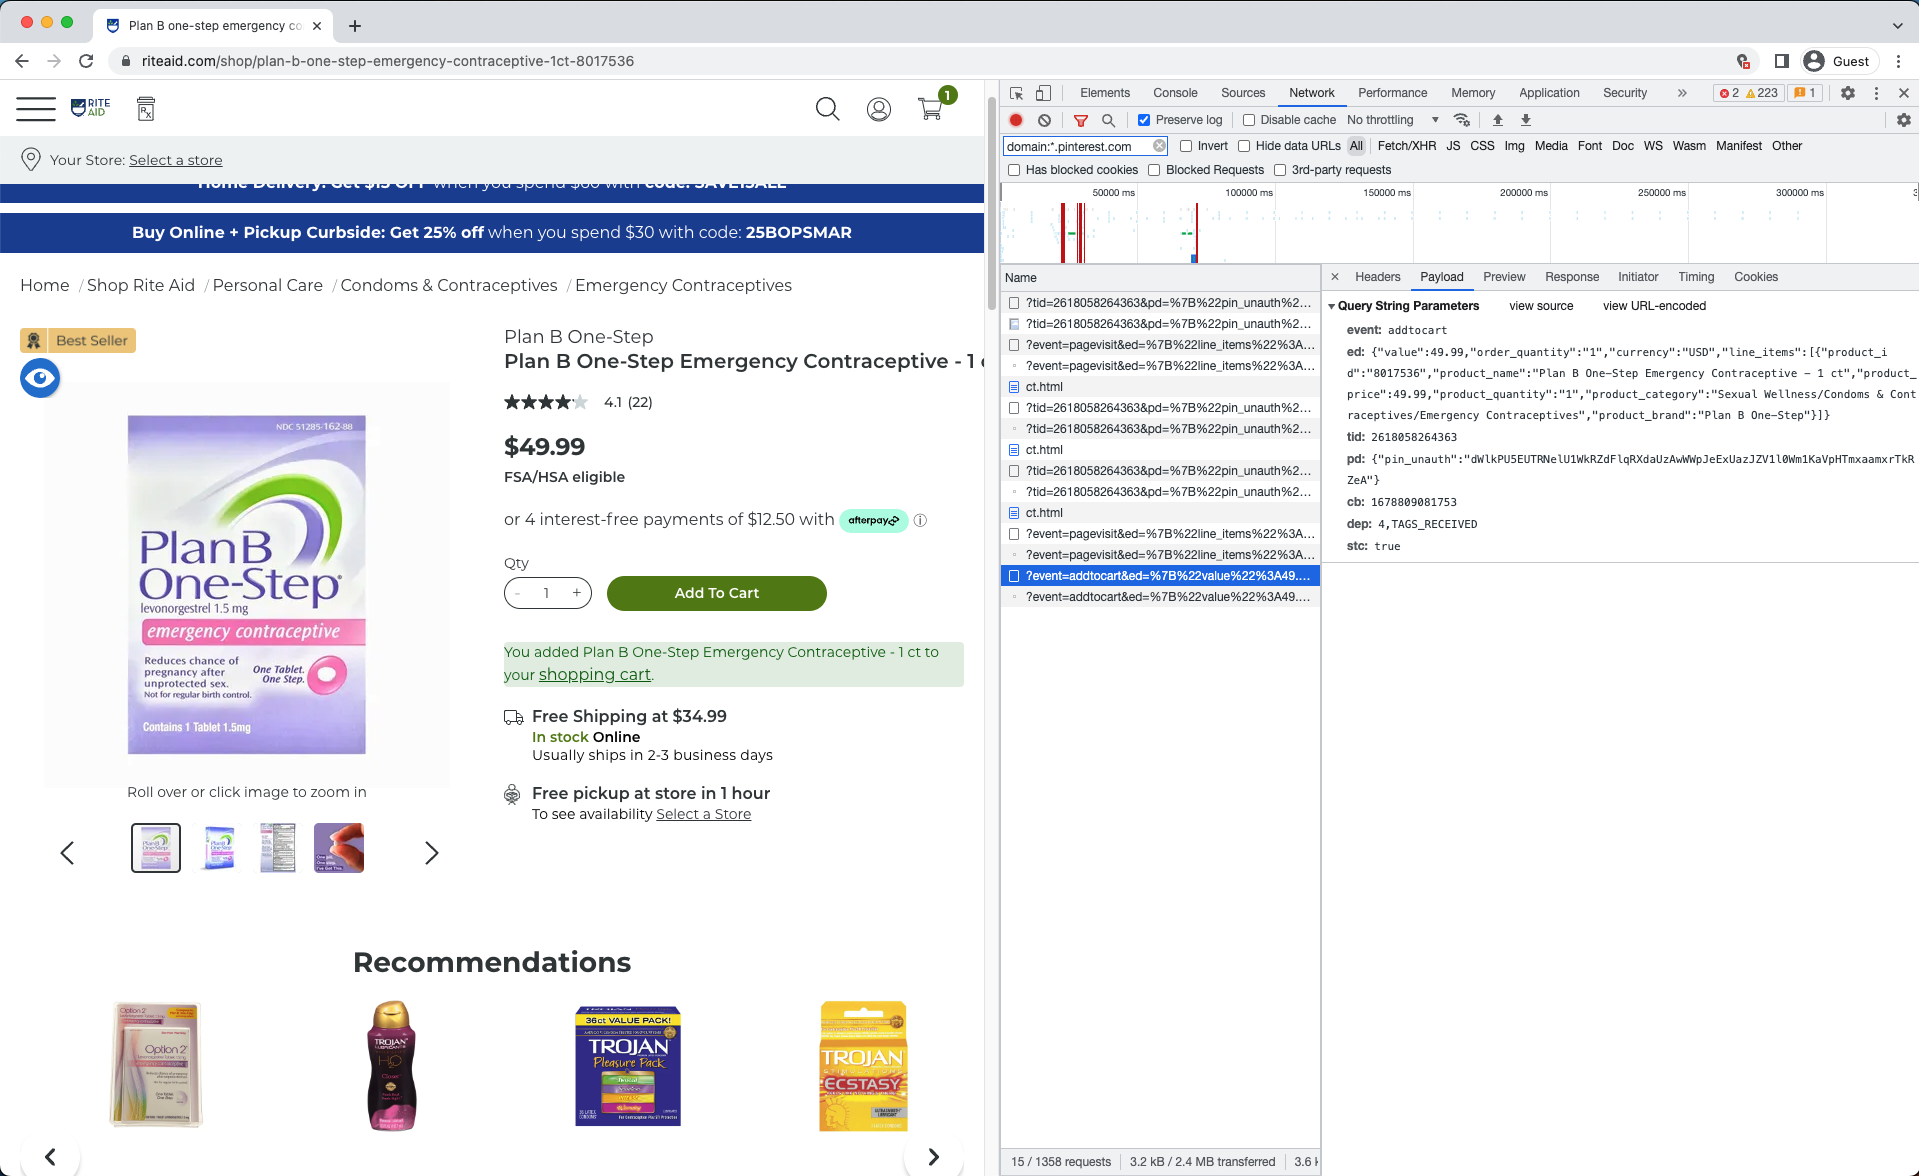 Plan B one-step emergency co
riteaid.com/shop/plan-b-one-step-emergency-contraceptive-1ct-8017536
Guest
RITE AID
1
Your Store: Select a store
Home Delivery: Get $15 OFF when you spend $60 with code: SAVE15ALL
Buy Online + Pickup Curbside: Get 25% off when you spend $30 with code: 25BOPSMAR
Home / Shop Rite Aid / Personal Care / Condoms & Contraceptives / Emergency Contraceptives
Best Seller
Plan B One-Step
Plan B One-Step Emergency Contraceptive - 1
4.1 (22)
$49.99
FSA/HSA eligible
or 4 interest-free payments of $12.50 with afterpay
Qty
- 1 +
Add To Cart
You added Plan B One-Step Emergency Contraceptive - 1 ct to
your shopping cart.
Free Shipping at $34.99
In stock Online
Usually ships in 2-3 business days
Free pickup at store in 1 hour
To see availability Select a Store
NDC 51285-162-88
Plan B
One-Step
levonorgestrel 1.5 mg
emergency contraceptive
Reduces chance of
pregnancy after
unprotected sex.
Not for regular birth control.
One Tablet.
One Step.
Contains 1 Tablet 1.5mg
Roll over or click image to zoom in
Recommendations
Option 2
Option 2
TROJAN
LUBRICANTS
H2O
36ct VALUE PACK!
TROJAN
Pleasure Pack
TROJAN
ECSTASY
Elements Console Sources Network Performance Memory Application Security
2 223 1
Preserve log Disable cache No throttling
domain:*.pinterest.com
Invert Hide data URLs All Fetch/XHR JS CSS Img Media Font Doc WS Wasm Manifest Other
Has blocked cookies Blocked Requests 3rd-party requests
50000 ms 100000 ms 150000 ms 200000 ms 250000 ms 300000 ms
Name
?tid=2618058264363&pd=%7B%22pin_unauth%2...
?tid=2618058264363&pd=%7B%22pin_unauth%2...
?event=pagevisit&ed=%7B%22line_items%22%3A...
?event=pagevisit&ed=%7B%22line_items%22%3A...
ct.html
?tid=2618058264363&pd=%7B%22pin_unauth%2...
?tid=2618058264363&pd=%7B%22pin_unauth%2...
ct.html
?tid=2618058264363&pd=%7B%22pin_unauth%2...
?tid=2618058264363&pd=%7B%22pin_unauth%2...
ct.html
?event=pagevisit&ed=%7B%22line_items%22%3A...
?event=pagevisit&ed=%7B%22line_items%22%3A...
?event=addtocart&ed=%7B%22value%22%3A49....
?event=addtocart&ed=%7B%22value%22%3A49....
Headers Payload Preview Response Initiator Timing Cookies
Query String Parameters view source view URL-encoded
event: addtocart
ed: {"value":49.99,"order_quantity":"1","currency":"USD","line_items":[{"product_i
d":"8017536","product_name":"Plan B One-Step Emergency Contraceptive - 1 ct","product_
price":49.99,"product_quantity":"1","product_category":"Sexual Wellness/Condoms & Cont
raceptives/Emergency Contraceptives","product_brand":"Plan B One-Step"}]}
tid: 2618058264363
pd: {"pin_unauth":"dWlkPU5EUTRNelU1WkRZdFlqRXdaUzAwWWpJeExUazJZV1l0Wm1KaVpHTmxaamxrTkR
ZeA"}
cb: 1678809081753
dep: 4,TAGS_RECEIVED
stc: true
15 / 1358 requests 3.2 kB / 2.4 MB transferred 3.6